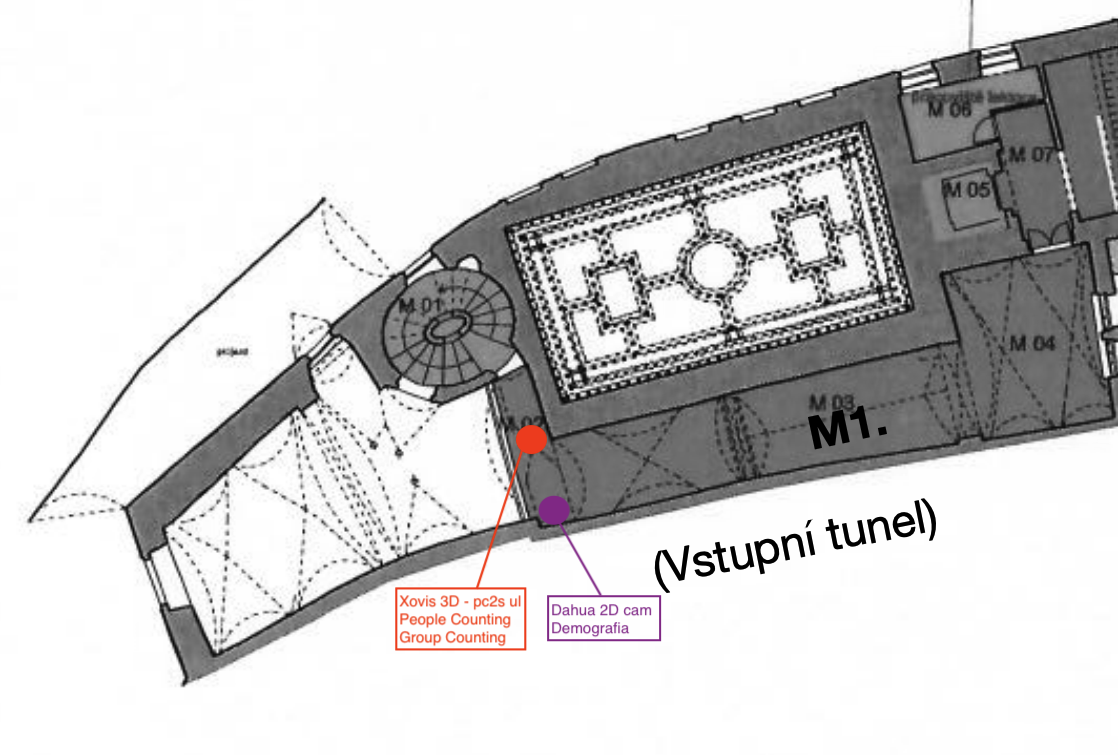 M 06
M 07
M 05
M 01
M 04
M 02
M 03
M1.
(Vstupní tunel)
Xovis 3D - pc2s ul
People Counting
Group Counting
Dahua 2D cam
Demografia